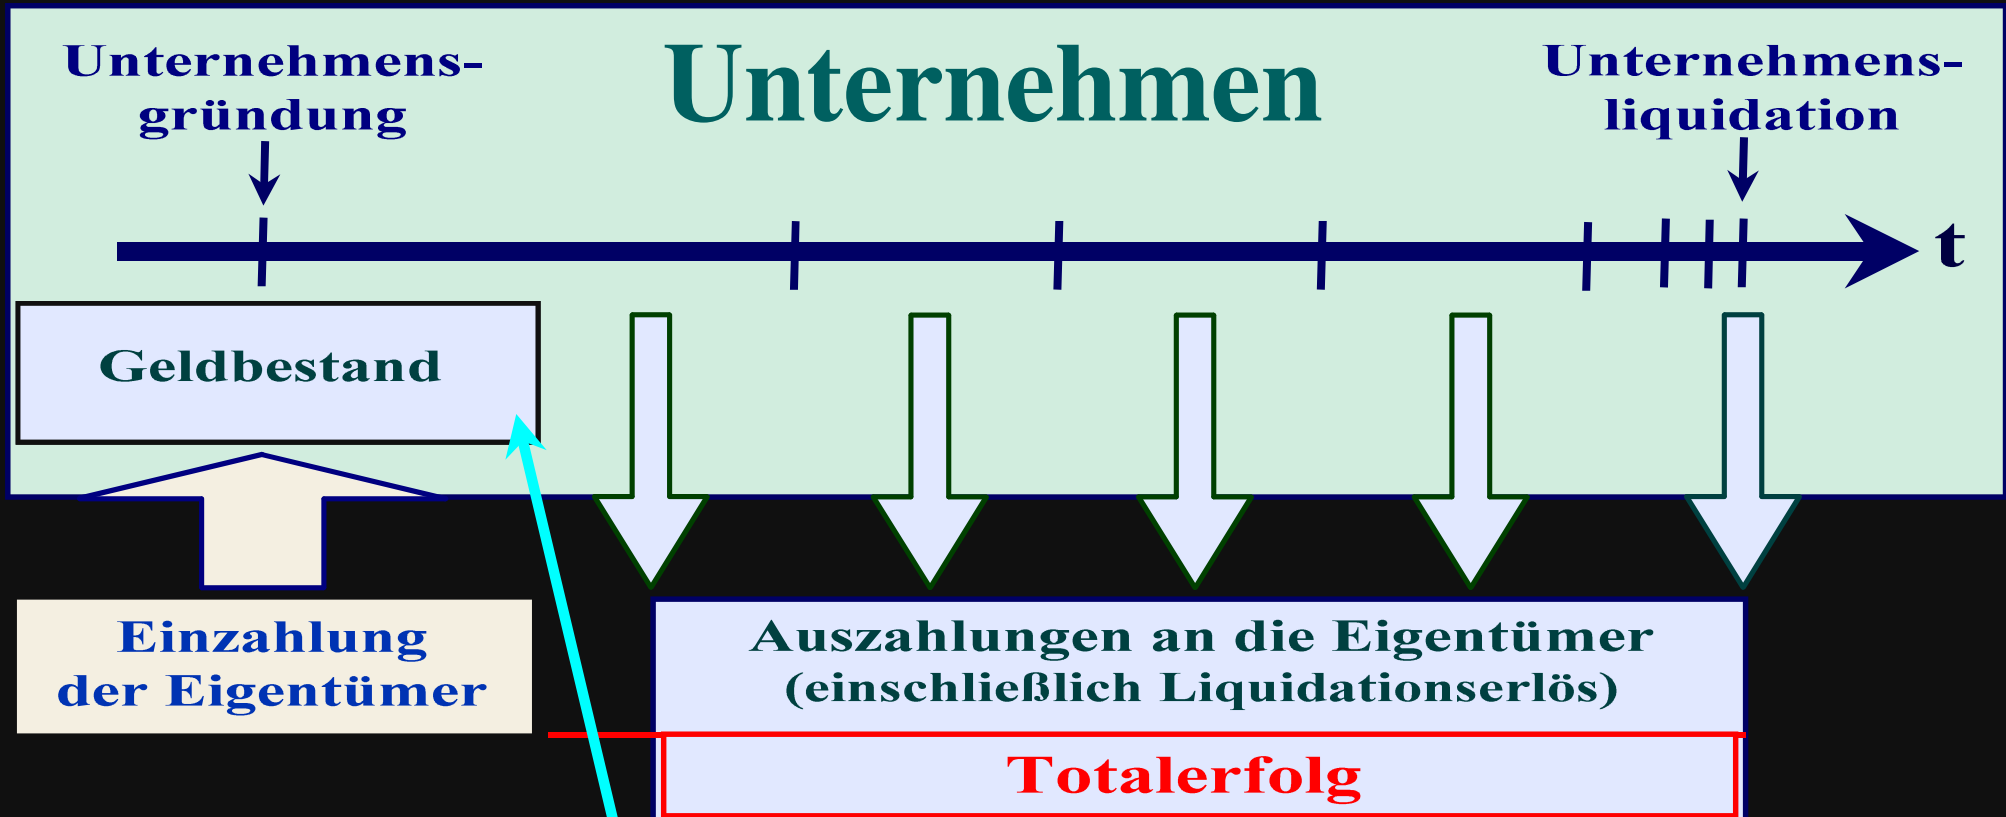 Unternehmens-
gründung
Unternehmen
Unternehmens-
liquidation
t
Geldbestand
Einzahlung
der Eigentümer
Auszahlungen an die Eigentümer
(einschließlich Liquidationserlös)
Totalerfolg